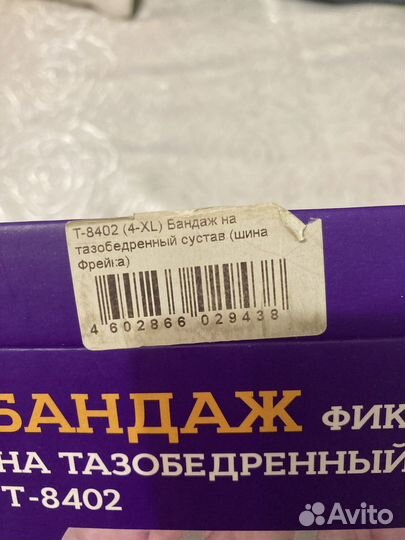 Т-8402 (4-XL) Бандаж на
тазобедренный сустав (шина
Фрейка)
4 602866 029438
БАНДАЖ ФИК
НА ТАЗОБЕДРЕННЫЙ
Т-8402
Avito